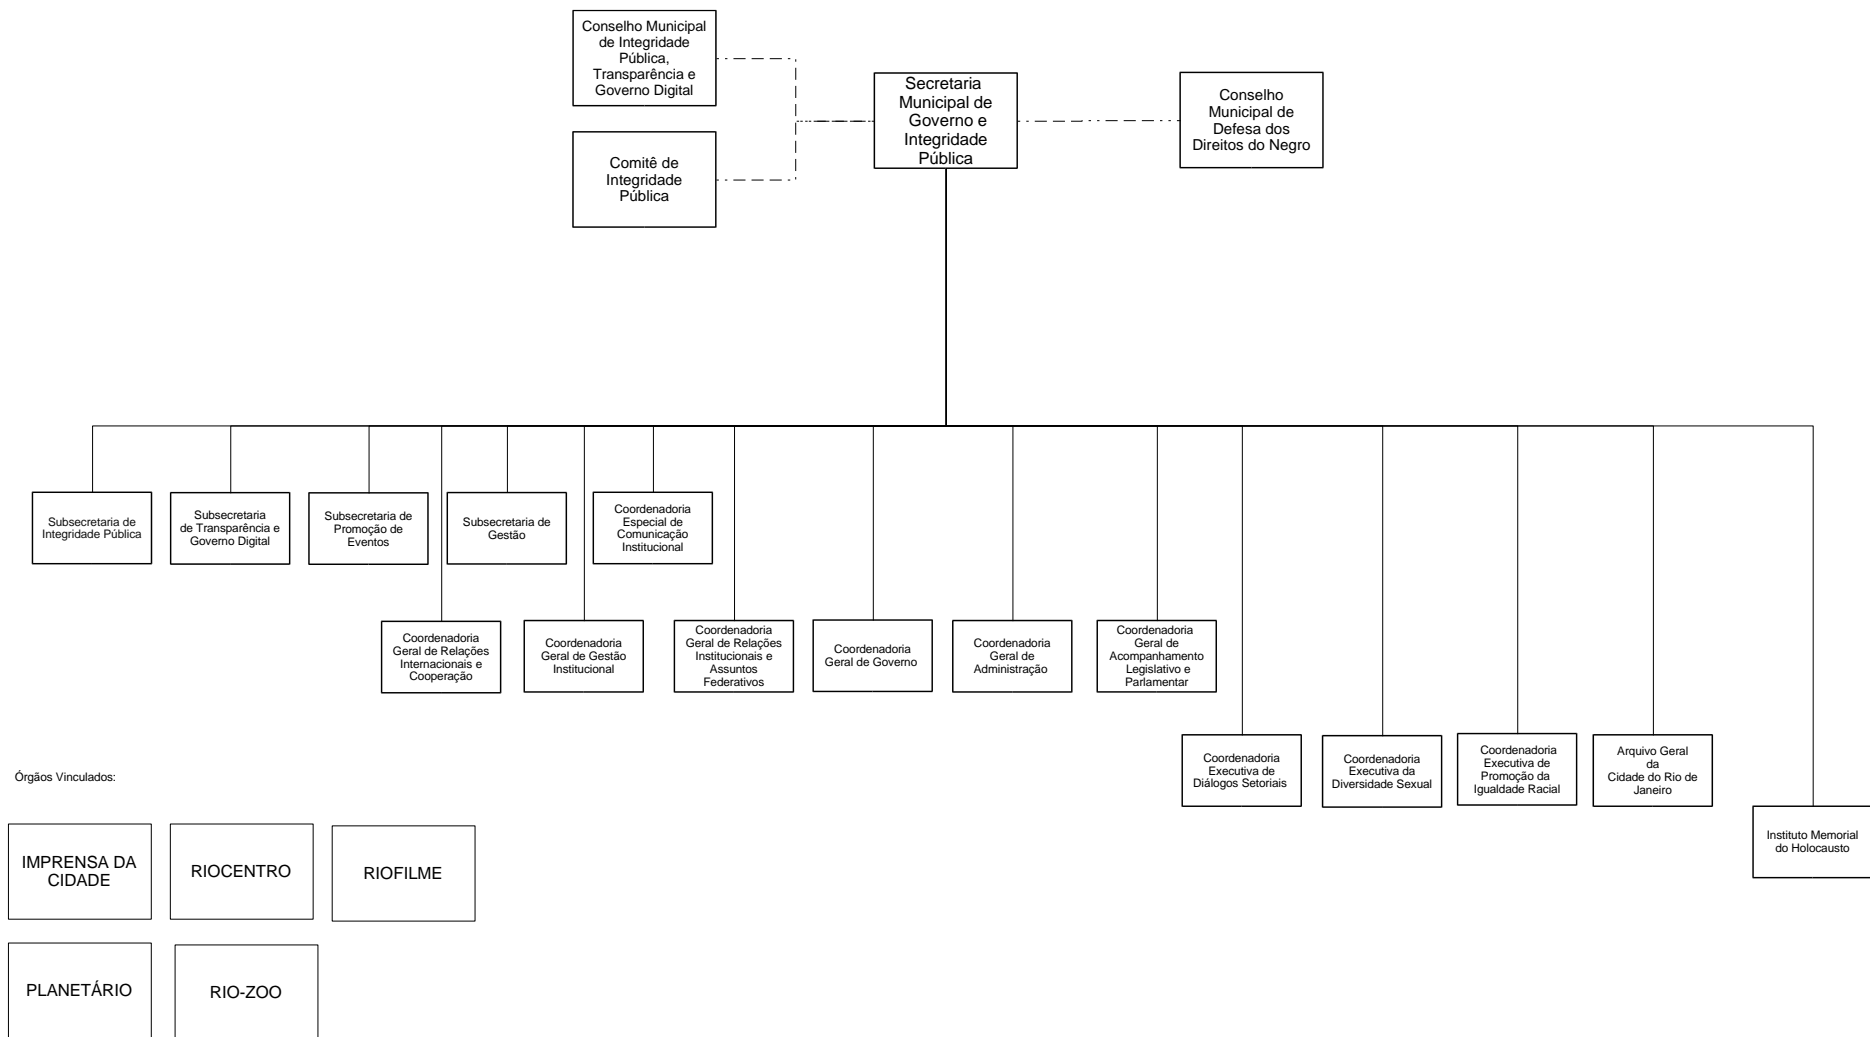 Conselho Municipal
de Integridade
Pública,
Transparência e
Governo Digital
Secretaria
Municipal de
Governo e
Integridade
Pública
Conselho
Municipal de
Defesa dos
Direitos do Negro
Comitê de
Integridade
Pública
Subsecretaria de
Integridade Pública
Subsecretaria
de Transparência e
Governo Digital
Subsecretaria de
Promoção de
Eventos
Subsecretaria de
Gestão
Coordenadoria
Especial de
Comunicação
Institucional
Coordenadoria
Geral de Relações
Internacionais e
Cooperação
Coordenadoria
Geral de Gestão
Institucional
Coordenadoria
Geral de Relações
Institucionais e
Assuntos
Federativos
Coordenadoria
Geral de Governo
Coordenadoria
Geral de
Administração
Coordenadoria
Geral de
Acompanhamento
Legislativo e
Parlamentar
Coordenadoria
Executiva de
Diálogos Setoriais
Coordenadoria
Executiva da
Diversidade Sexual
Coordenadoria
Executiva de
Promoção da
Igualdade Racial
Arquivo Geral
da
Cidade do Rio de
Janeiro
Instituto Memorial
do Holocausto
Órgãos Vinculados:
IMPRENSA DA
CIDADE
RIOCENTRO
RIOFILME
PLANETÁRIO
RIO-ZOO